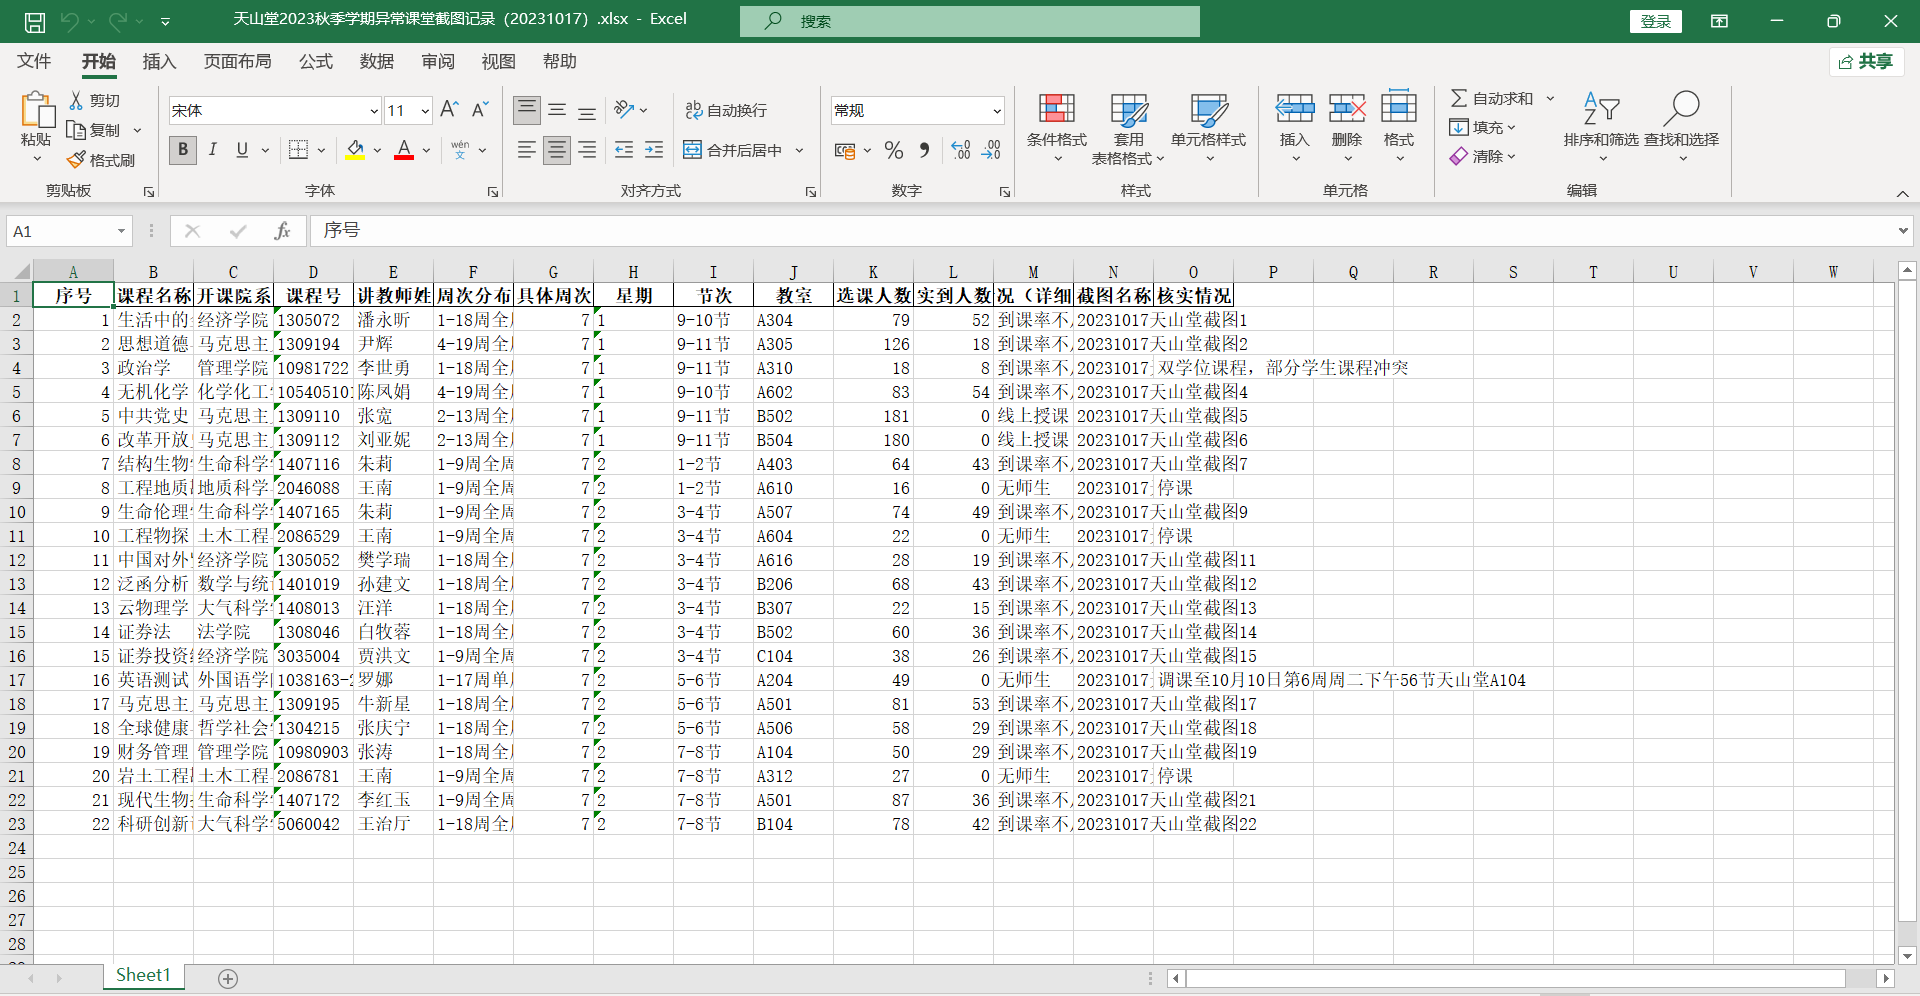 天山堂2023秋季学期异常课堂截图记录（20231017）.xlsx - Excel
搜索
登录
文件 开始 插入 页面布局 公式 数据 审阅 视图 帮助 共享
粘贴 剪切 复制 格式刷 剪贴板
宋体 11 B I U A wén 文 字体
自动换行 合并后居中 对齐方式
常规 % 数字
条件格式 套用表格格式 单元格样式 样式
插入 删除 格式 单元格
自动求和 填充 清除 排序和筛选 查找和选择 编辑
A1 fx 序号
A B C D E F G H I J K L M N O P Q R S T U V W
1 序号 课程名称 开课院系 课程号 讲教师姓 周次分布 具体周次 星期 节次 教室 选课人数 实到人数 况（详细 截图名称 核实情况
2 1 生活中的 经济学院 1305072 潘永昕 1-18周全 7 1 9-10节 A304 79 52 到课率不 20231017天山堂截图1
3 2 思想道德 马克思主 1309194 尹辉 4-19周全 7 1 9-11节 A305 126 18 到课率不 20231017天山堂截图2
4 3 政治学 管理学院 10981722 李世勇 1-18周全 7 1 9-11节 A310 18 8 到课率不 20231017 双学位课程，部分学生课程冲突
5 4 无机化学 化学化工 105405101 陈凤娟 4-19周全 7 1 9-10节 A602 83 54 到课率不 20231017天山堂截图4
6 5 中共党史 马克思主 1309110 张宽 2-13周全 7 1 9-11节 B502 181 0 线上授课 20231017天山堂截图5
7 6 改革开放 马克思主 1309112 刘亚妮 2-13周全 7 1 9-11节 B504 180 0 线上授课 20231017天山堂截图6
8 7 结构生物 生命科学 1407116 朱莉 1-9周全周 7 2 1-2节 A403 64 43 到课率不 20231017天山堂截图7
9 8 工程地质 地质科学 2046088 王南 1-9周全周 7 2 1-2节 A610 16 0 无师生 20231017 停课
10 9 生命伦理 生命科学 1407165 朱莉 1-9周全周 7 2 3-4节 A507 74 49 到课率不 20231017天山堂截图9
11 10 工程物探 土木工程 2086529 王南 1-9周全周 7 2 3-4节 A604 22 0 无师生 20231017 停课
12 11 中国对外 经济学院 1305052 樊学瑞 1-18周全 7 2 3-4节 A616 28 19 到课率不 20231017天山堂截图11
13 12 泛函分析 数学与统 1401019 孙建文 1-18周全 7 2 3-4节 B206 68 43 到课率不 20231017天山堂截图12
14 13 云物理学 大气科学 1408013 汪洋 1-18周全 7 2 3-4节 B307 22 15 到课率不 20231017天山堂截图13
15 14 证券法 法学院 1308046 白牧蓉 1-18周全 7 2 3-4节 B502 60 36 到课率不 20231017天山堂截图14
16 15 证券投资 经济学院 3035004 贾洪文 1-9周全周 7 2 3-4节 C104 38 26 到课率不 20231017天山堂截图15
17 16 英语测试 外国语学 1038163-2 罗娜 1-17周单 7 2 5-6节 A204 49 0 无师生 20231017 调课至10月10日第6周周二下午56节天山堂A104
18 17 马克思主 马克思主 1309195 牛新星 1-18周全 7 2 5-6节 A501 81 53 到课率不 20231017天山堂截图17
19 18 全球健康 哲学社会 1304215 张庆宁 1-18周全 7 2 5-6节 A506 58 29 到课率不 20231017天山堂截图18
20 19 财务管理 管理学院 10980903 张涛 1-18周全 7 2 7-8节 A104 50 29 到课率不 20231017天山堂截图19
21 20 岩土工程 土木工程 2086781 王南 1-9周全周 7 2 7-8节 A312 27 0 无师生 20231017 停课
22 21 现代生物 生命科学 1407172 李红玉 1-9周全周 7 2 7-8节 A501 87 36 到课率不 20231017天山堂截图21
23 22 科研创新 大气科学 5060042 王治厅 1-18周全 7 2 7-8节 B104 78 42 到课率不 20231017天山堂截图22
24
25
26
27
28
Sheet1